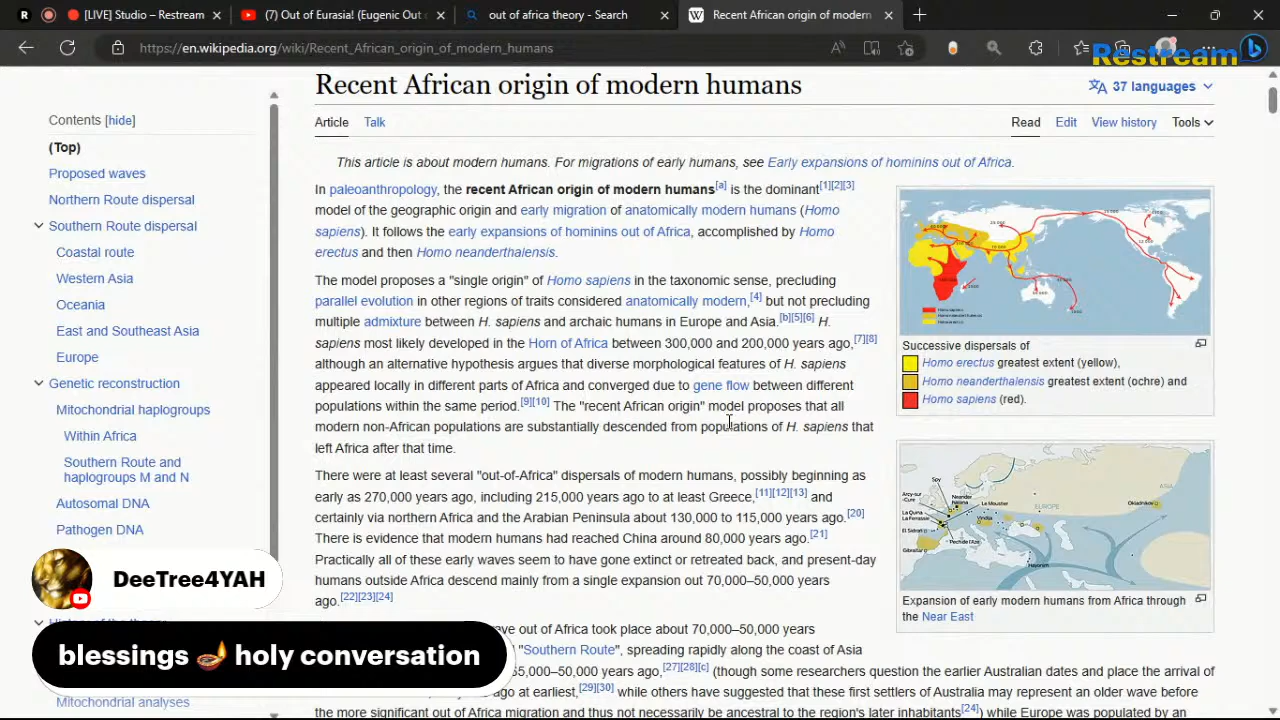 [LIVE] Studio – Restream
(7) Out of Eurasia! (Eugenic Out o
out of africa theory - Search
Recent African origin of modern
https://en.wikipedia.org/wiki/Recent_African_origin_of_modern_humans
Restream
Contents [hide]
(Top)
Proposed waves
Northern Route dispersal
Southern Route dispersal
Coastal route
Western Asia
Oceania
East and Southeast Asia
Europe
Genetic reconstruction
Mitochondrial haplogroups
Within Africa
Southern Route and
haplogroups M and N
Autosomal DNA
Pathogen DNA
Mitochondrial analyses
Recent African origin of modern humans
37 languages
Article Talk
Read Edit View history Tools
This article is about modern humans. For migrations of early humans, see Early expansions of hominins out of Africa.
In paleoanthropology, the recent African origin of modern humans[a] is the dominant[1][2][3]
model of the geographic origin and early migration of anatomically modern humans (Homo
sapiens). It follows the early expansions of hominins out of Africa, accomplished by Homo
erectus and then Homo neanderthalensis.
The model proposes a "single origin" of Homo sapiens in the taxonomic sense, precluding
parallel evolution in other regions of traits considered anatomically modern,[4] but not precluding
multiple admixture between H. sapiens and archaic humans in Europe and Asia.[b][5][6] H.
sapiens most likely developed in the Horn of Africa between 300,000 and 200,000 years ago,[7][8]
although an alternative hypothesis argues that diverse morphological features of H. sapiens
appeared locally in different parts of Africa and converged due to gene flow between different
populations within the same period.[9][10] The "recent African origin" model proposes that all
modern non-African populations are substantially descended from populations of H. sapiens that
left Africa after that time.
There were at least several "out-of-Africa" dispersals of modern humans, possibly beginning as
early as 270,000 years ago, including 215,000 years ago to at least Greece,[11][12][13] and
certainly via northern Africa and the Arabian Peninsula about 130,000 to 115,000 years ago.[20]
There is evidence that modern humans had reached China around 80,000 years ago.[21]
Practically all of these early waves seem to have gone extinct or retreated back, and present-day
humans outside Africa descend mainly from a single expansion out 70,000–50,000 years
ago.[22][23][24]
ave out of Africa took place about 70,000–50,000 years
"Southern Route", spreading rapidly along the coast of Asia
5,000–50,000 years ago,[27][28][c] (though some researchers question the earlier Australian dates and place the arrival of
ago at earliest,[29][30] while others have suggested that these first settlers of Australia may represent an older wave before
the more significant out of Africa migration and thus not necessarily be ancestral to the region's later inhabitants[24]) while Europe was populated by an
Successive dispersals of
Homo erectus greatest extent (yellow),
Homo neanderthalensis greatest extent (ochre) and
Homo sapiens (red).
EUROPE
ASIA
Expansion of early modern humans from Africa through
the Near East
DeeTree4YAH
blessings 🪔 holy conversation